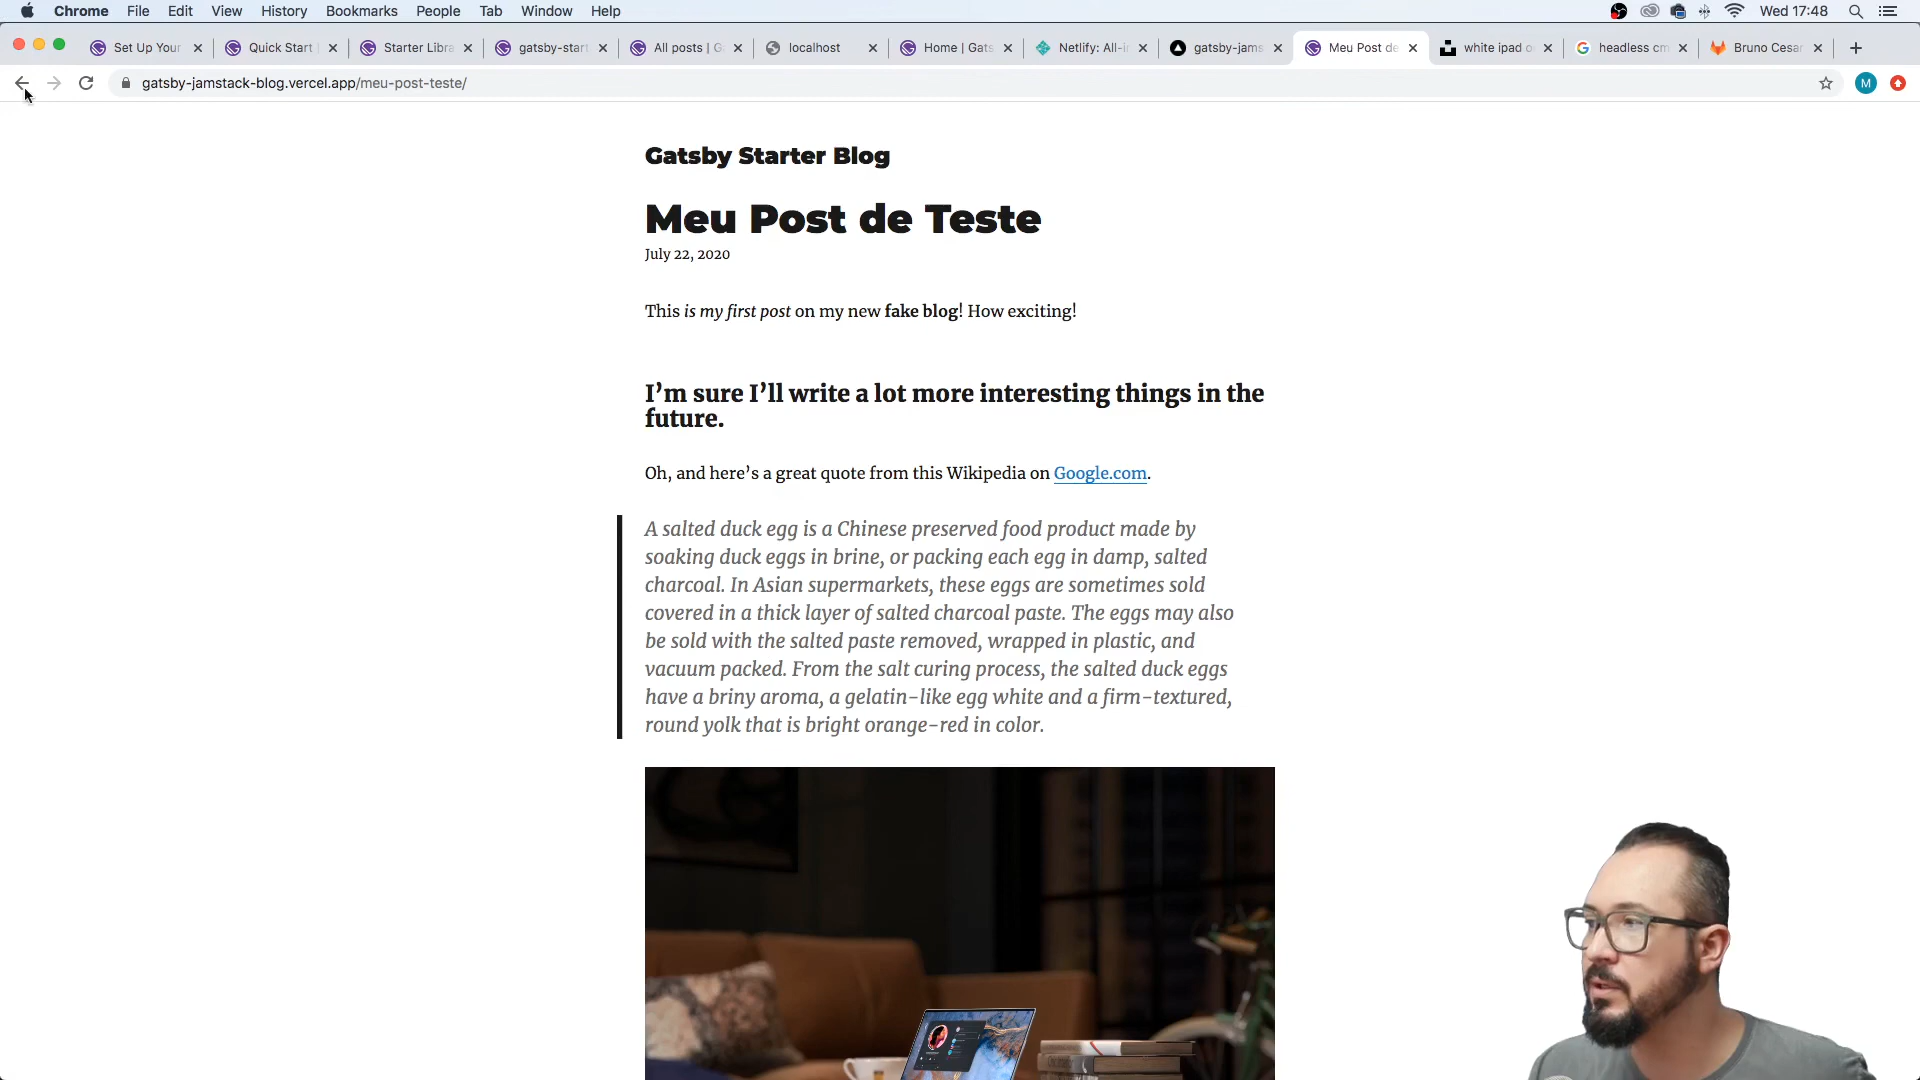 Chrome File Edit View History Bookmarks People Tab Window Help Wed 17:48
Set Up Your Quick Start Starter Libra gatsby-start All posts | G localhost Home | Gats Netlify: All-i gatsby-jams Meu Post de white ipad o headless cm Bruno Cesar
gatsby-jamstack-blog.vercel.app/meu-post-teste/ M
Gatsby Starter Blog
Meu Post de Teste
July 22, 2020
This is my first post on my new fake blog! How exciting!
I’m sure I’ll write a lot more interesting things in the
future.
Oh, and here’s a great quote from this Wikipedia on Google.com.
A salted duck egg is a Chinese preserved food product made by
soaking duck eggs in brine, or packing each egg in damp, salted
charcoal. In Asian supermarkets, these eggs are sometimes sold
covered in a thick layer of salted charcoal paste. The eggs may also
be sold with the salted paste removed, wrapped in plastic, and
vacuum packed. From the salt curing process, the salted duck eggs
have a briny aroma, a gelatin-like egg white and a firm-textured,
round yolk that is bright orange-red in color.